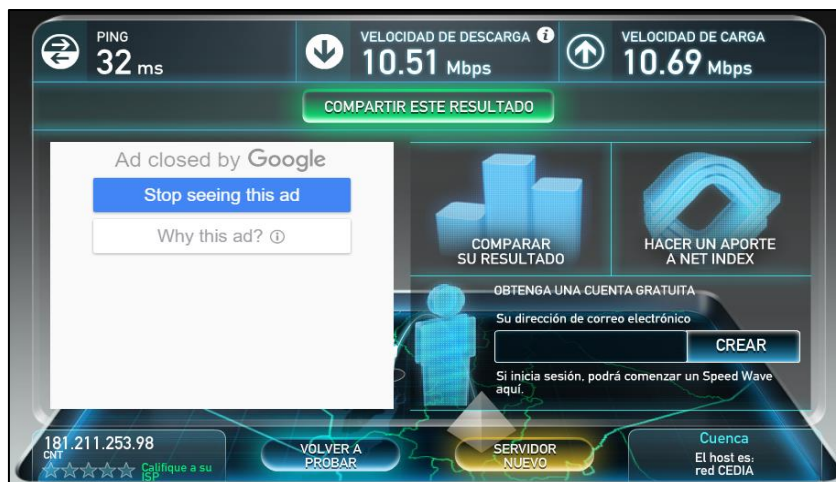 PING
32 ms
VELOCIDAD DE DESCARGA i
10.51 Mbps
VELOCIDAD DE CARGA
10.69 Mbps
COMPARTIR ESTE RESULTADO
Ad closed by Google
Stop seeing this ad
Why this ad?
COMPARAR
SU RESULTADO
HACER UN APORTE
A NET INDEX
OBTENGA UNA CUENTA GRATUITA
Su dirección de correo electrónico
CREAR
Si inicia sesión, podrá comenzar un Speed Wave
aquí.
181.211.253.98
CNT
Califique a su
ISP
VOLVER A
PROBAR
SERVIDOR
NUEVO
Cuenca
El host es:
red CEDIA